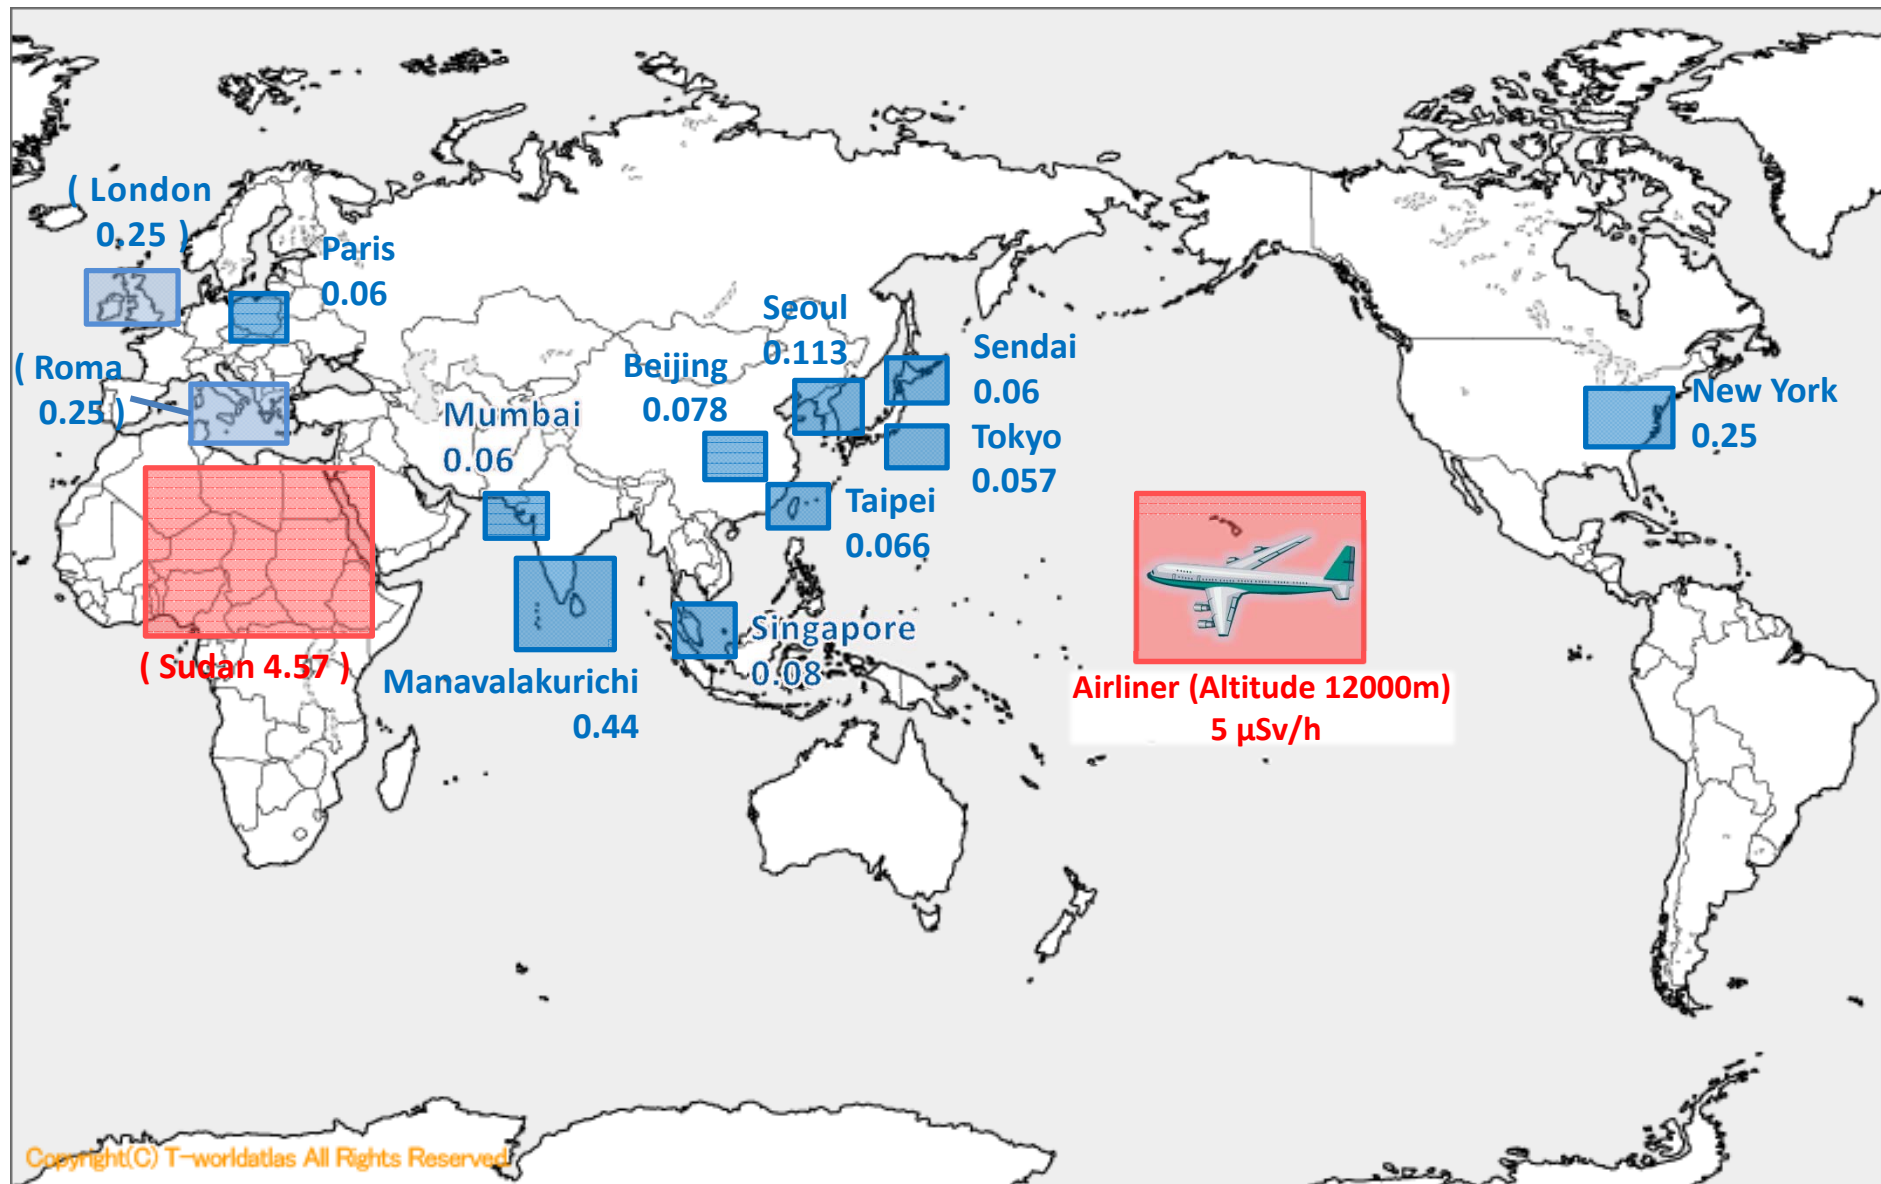 ( London
0.25 )
Paris
0.06
( Roma
0.25 )
Seoul
0.113
Beijing
0.078
Sendai
0.06
Tokyo
0.057
Mumbai
0.06
New York
0.25
Taipei
0.066
( Sudan 4.57 )
Manavalakurichi
0.44
Singapore
0.08
Airliner (Altitude 12000m)
5 μSv/h
Copyright(C) T-worldatlas All Rights Reserved